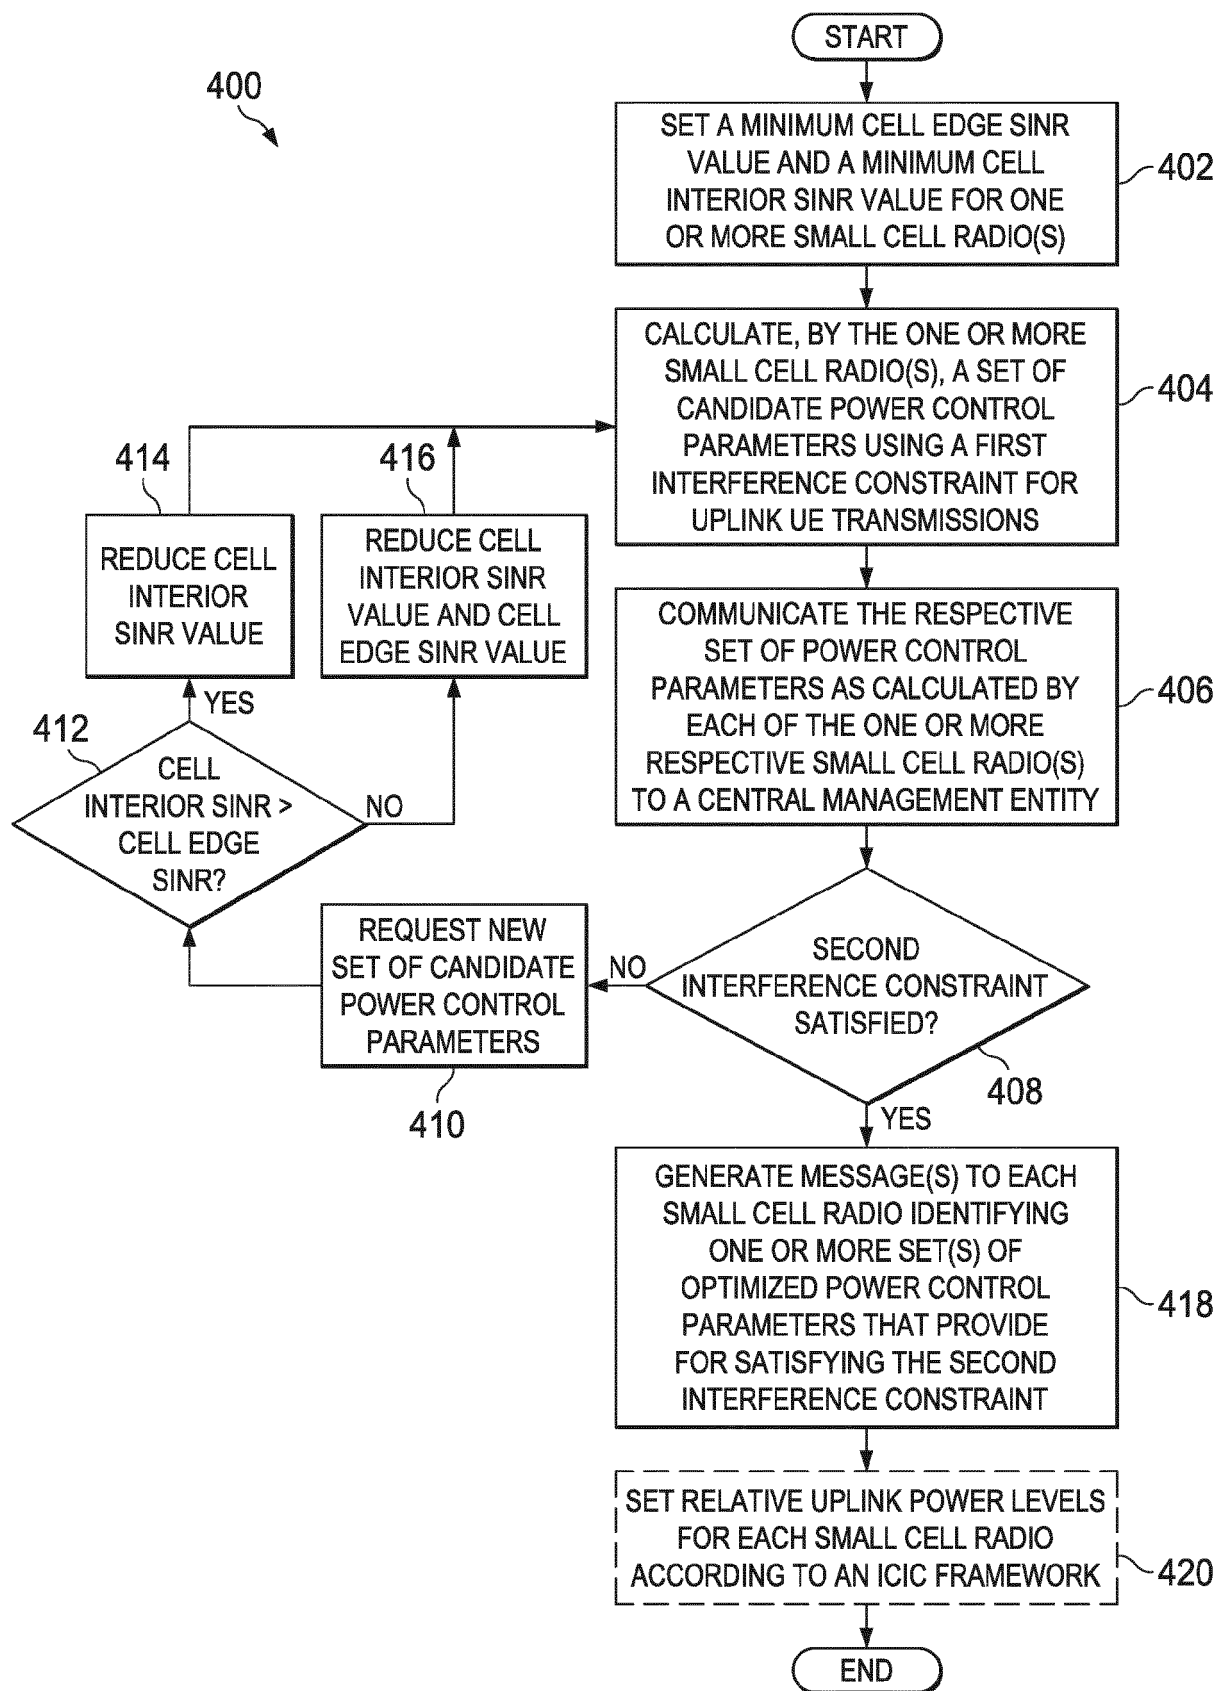 START
400
SET A MINIMUM CELL EDGE SINR
VALUE AND A MINIMUM CELL
INTERIOR SINR VALUE FOR ONE
OR MORE SMALL CELL RADIO(S)
402
CALCULATE, BY THE ONE OR MORE
SMALL CELL RADIO(S), A SET OF
CANDIDATE POWER CONTROL
PARAMETERS USING A FIRST
INTERFERENCE CONSTRAINT FOR
UPLINK UE TRANSMISSIONS
404
414
REDUCE CELL
INTERIOR
SINR VALUE
416
REDUCE CELL
INTERIOR SINR
VALUE AND CELL
EDGE SINR VALUE
COMMUNICATE THE RESPECTIVE
SET OF POWER CONTROL
PARAMETERS AS CALCULATED BY
EACH OF THE ONE OR MORE
RESPECTIVE SMALL CELL RADIO(S)
TO A CENTRAL MANAGEMENT ENTITY
406
YES
412
CELL
INTERIOR SINR >
CELL EDGE
SINR?
NO
REQUEST NEW
SET OF CANDIDATE
POWER CONTROL
PARAMETERS
410
NO
SECOND
INTERFERENCE CONSTRAINT
SATISFIED?
408
YES
GENERATE MESSAGE(S) TO EACH
SMALL CELL RADIO IDENTIFYING
ONE OR MORE SET(S) OF
OPTIMIZED POWER CONTROL
PARAMETERS THAT PROVIDE
FOR SATISFYING THE SECOND
INTERFERENCE CONSTRAINT
418
SET RELATIVE UPLINK POWER LEVELS
FOR EACH SMALL CELL RADIO
ACCORDING TO AN ICIC FRAMEWORK
420
END